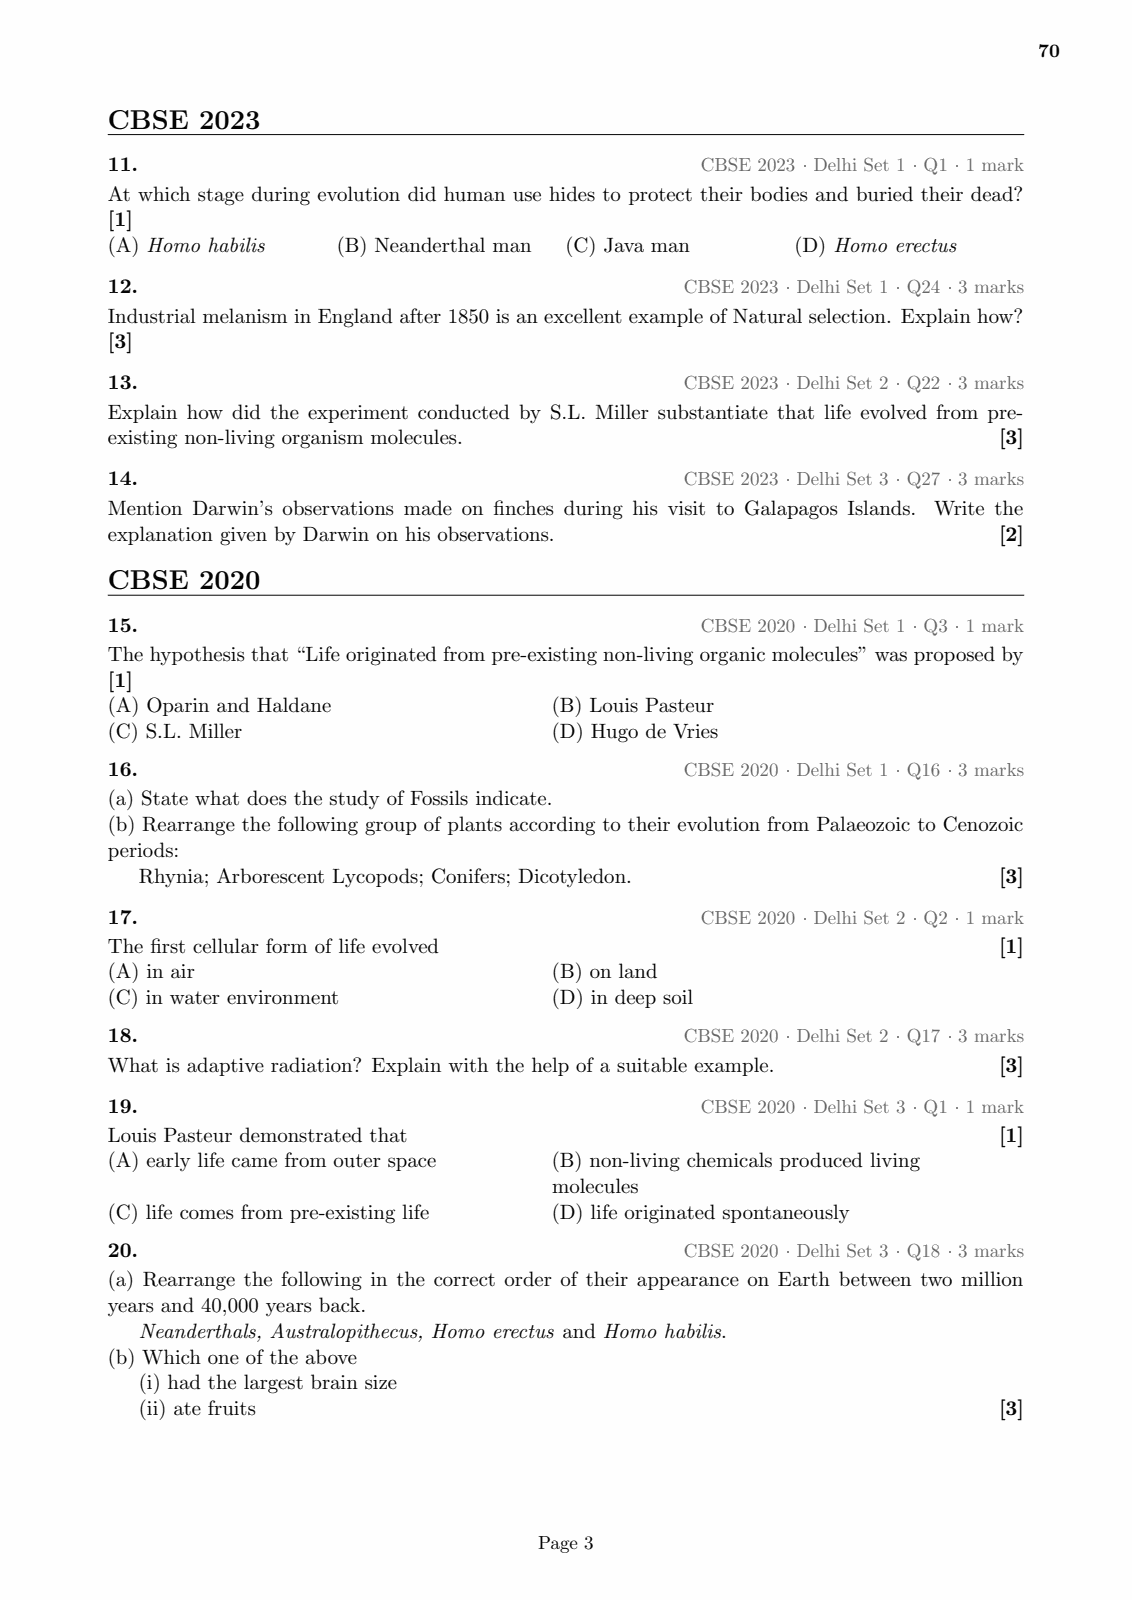 70
CBSE 2023
11. CBSE 2023 · Delhi Set 1 · Q1 · 1 mark
At which stage during evolution did human use hides to protect their bodies and buried their dead?
[1]
(A) Homo habilis (B) Neanderthal man (C) Java man (D) Homo erectus
12. CBSE 2023 · Delhi Set 1 · Q24 · 3 marks
Industrial melanism in England after 1850 is an excellent example of Natural selection. Explain how?
[3]
13. CBSE 2023 · Delhi Set 2 · Q22 · 3 marks
Explain how did the experiment conducted by S.L. Miller substantiate that life evolved from pre-
existing non-living organism molecules. [3]
14. CBSE 2023 · Delhi Set 3 · Q27 · 3 marks
Mention Darwin's observations made on finches during his visit to Galapagos Islands. Write the
explanation given by Darwin on his observations. [2]
CBSE 2020
15. CBSE 2020 · Delhi Set 1 · Q3 · 1 mark
The hypothesis that “Life originated from pre-existing non-living organic molecules” was proposed by
[1]
(A) Oparin and Haldane (B) Louis Pasteur
(C) S.L. Miller (D) Hugo de Vries
16. CBSE 2020 · Delhi Set 1 · Q16 · 3 marks
(a) State what does the study of Fossils indicate.
(b) Rearrange the following group of plants according to their evolution from Palaeozoic to Cenozoic
periods:
Rhynia; Arborescent Lycopods; Conifers; Dicotyledon. [3]
17. CBSE 2020 · Delhi Set 2 · Q2 · 1 mark
The first cellular form of life evolved [1]
(A) in air (B) on land
(C) in water environment (D) in deep soil
18. CBSE 2020 · Delhi Set 2 · Q17 · 3 marks
What is adaptive radiation? Explain with the help of a suitable example. [3]
19. CBSE 2020 · Delhi Set 3 · Q1 · 1 mark
Louis Pasteur demonstrated that [1]
(A) early life came from outer space (B) non-living chemicals produced living
molecules
(C) life comes from pre-existing life (D) life originated spontaneously
20. CBSE 2020 · Delhi Set 3 · Q18 · 3 marks
(a) Rearrange the following in the correct order of their appearance on Earth between two million
years and 40,000 years back.
Neanderthals, Australopithecus, Homo erectus and Homo habilis.
(b) Which one of the above
(i) had the largest brain size
(ii) ate fruits [3]
Page 3